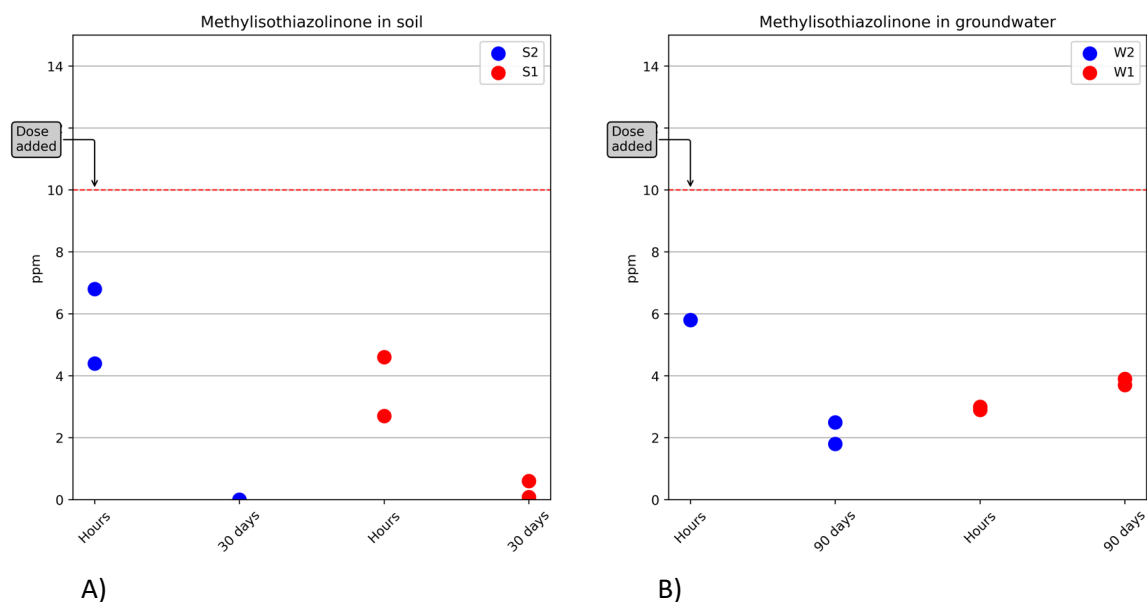 Methylisothiazolinone in soil
14
10
8
6
4
2
0
ppm
Dose
added
S2
S1
Hours
30 days
Hours
30 days
A)
Methylisothiazolinone in groundwater
14
10
8
6
4
2
0
ppm
Dose
added
W2
W1
Hours
90 days
Hours
90 days
B)